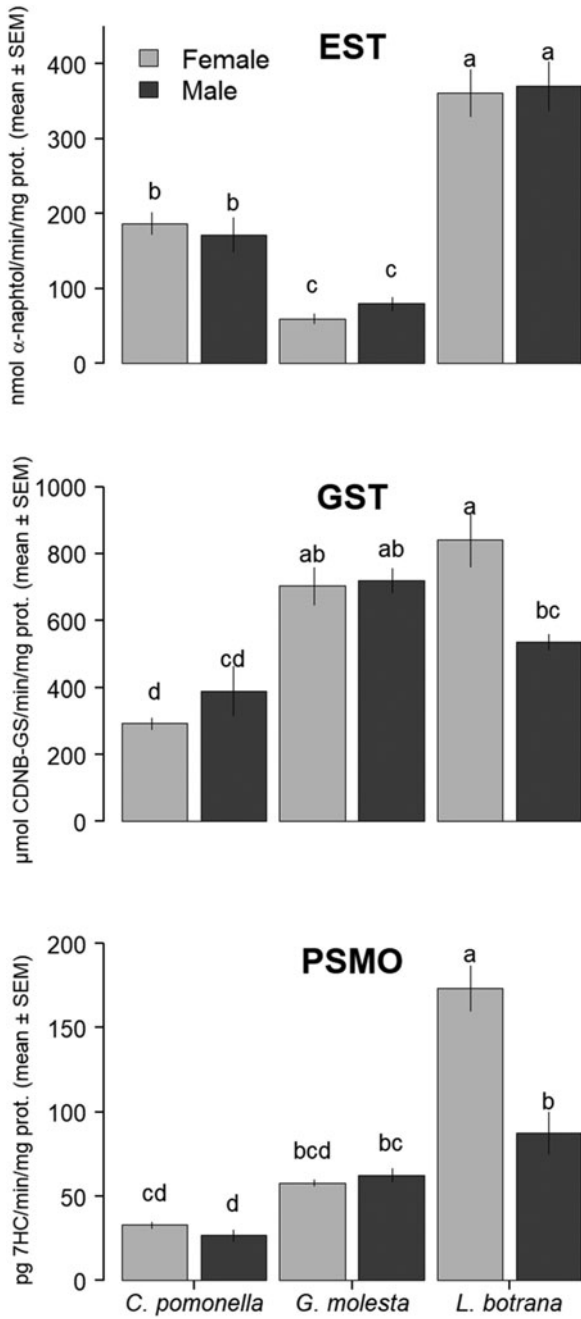 EST
Female
Male
nmol α-naphtol/min/mg prot. (mean ± SEM)
400
300
200
100
0
b
b
c
c
a
a
GST
μmol CDNB-GS/min/mg prot. (mean ± SEM)
1000
800
600
400
200
0
d
cd
ab
ab
a
bc
PSMO
pg 7HC/min/mg prot. (mean ± SEM)
200
150
100
50
0
cd
d
bcd
bc
a
b
C. pomonella
G. molesta
L. botrana